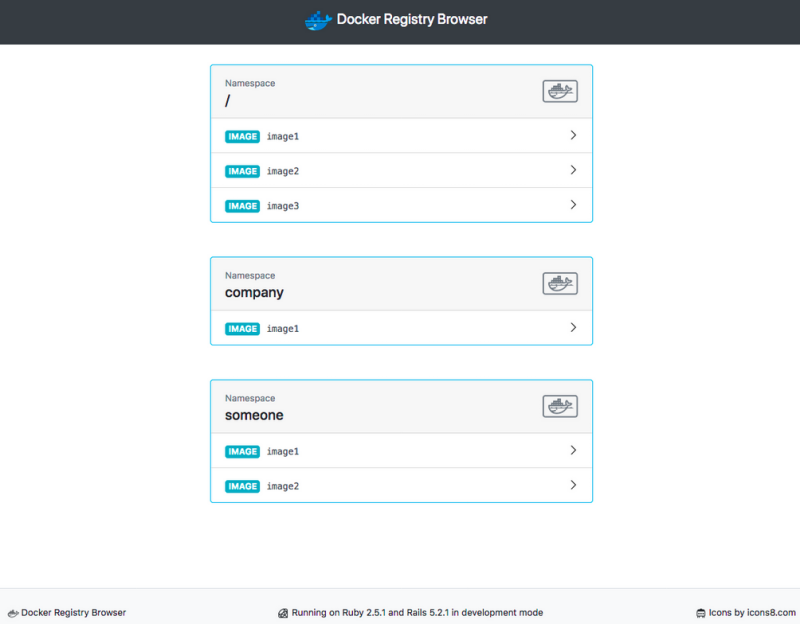 Docker Registry Browser
Namespace
/
IMAGE image1
IMAGE image2
IMAGE image3
Namespace
company
IMAGE image1
Namespace
someone
IMAGE image1
IMAGE image2
Docker Registry Browser
Running on Ruby 2.5.1 and Rails 5.2.1 in development mode
Icons by icons8.com